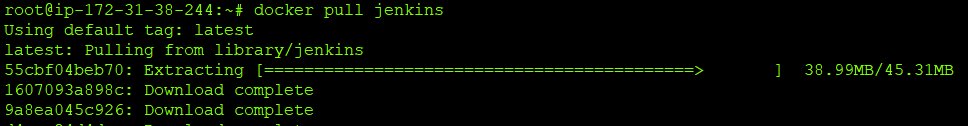 root@ip-172-31-38-244:~# docker pull jenkins
Using default tag: latest
latest: Pulling from library/jenkins
55cbf04beb70: Extracting [===========================================>       ]  38.99MB/45.31MB
1607093a898c: Download complete
9a8ea045c926: Download complete